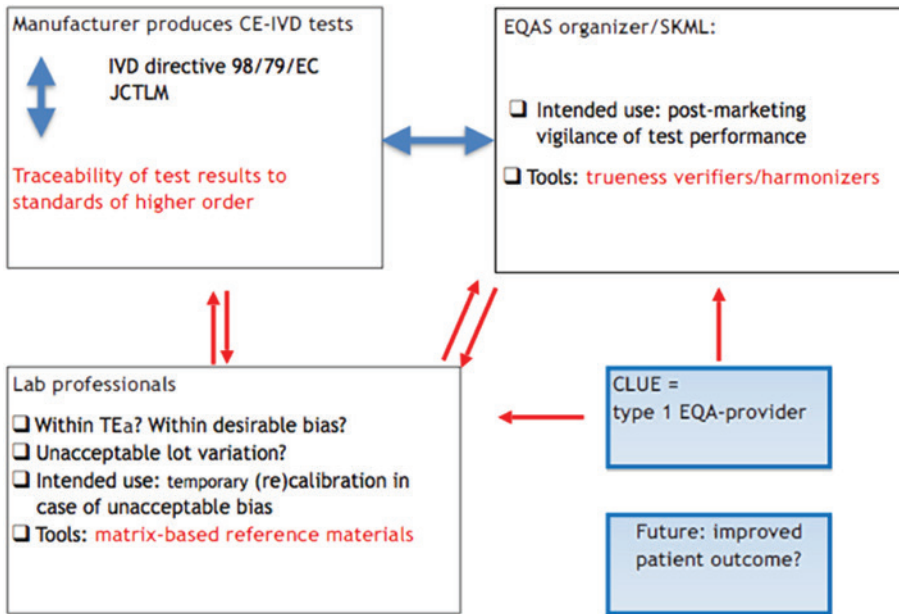 Manufacturer produces CE-IVD tests
IVD directive 98/79/EC
JCTLM
Traceability of test results to
standards of higher order
EQAS organizer/SKML:
❑ Intended use: post-marketing
vigilance of test performance
❑ Tools: trueness verifiers/harmonizers
Lab professionals
❑ Within TEa? Within desirable bias?
❑ Unacceptable lot variation?
❑ Intended use: temporary (re)calibration in
case of unacceptable bias
❑ Tools: matrix-based reference materials
CLUE =
type 1 EQA-provider
Future: improved
patient outcome?